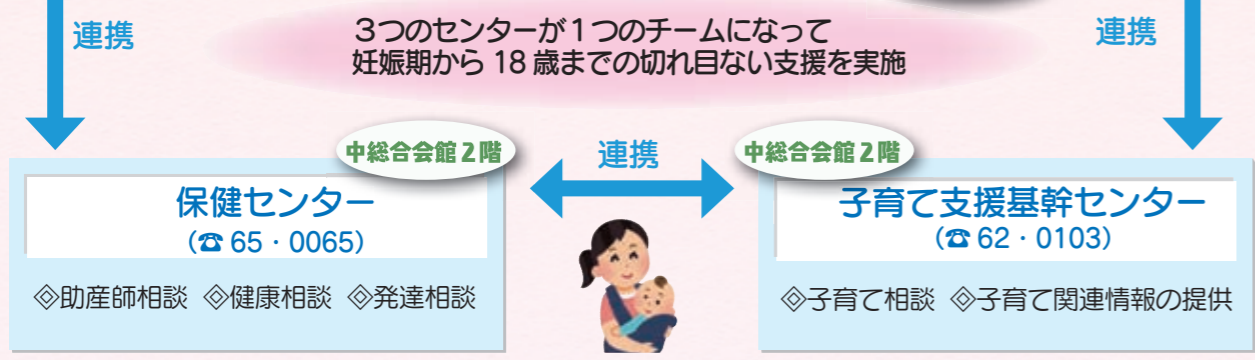 連携
3つのセンターが1つのチームになって
妊娠期から 18 歳までの切れ目ない支援を実施
連携
中総合会館2階
連携
中総合会館2階
保健センター
(☎ 65・0065)
◇助産師相談 ◇健康相談 ◇発達相談
子育て支援基幹センター
(☎ 62・0103)
◇子育て相談 ◇子育て関連情報の提供